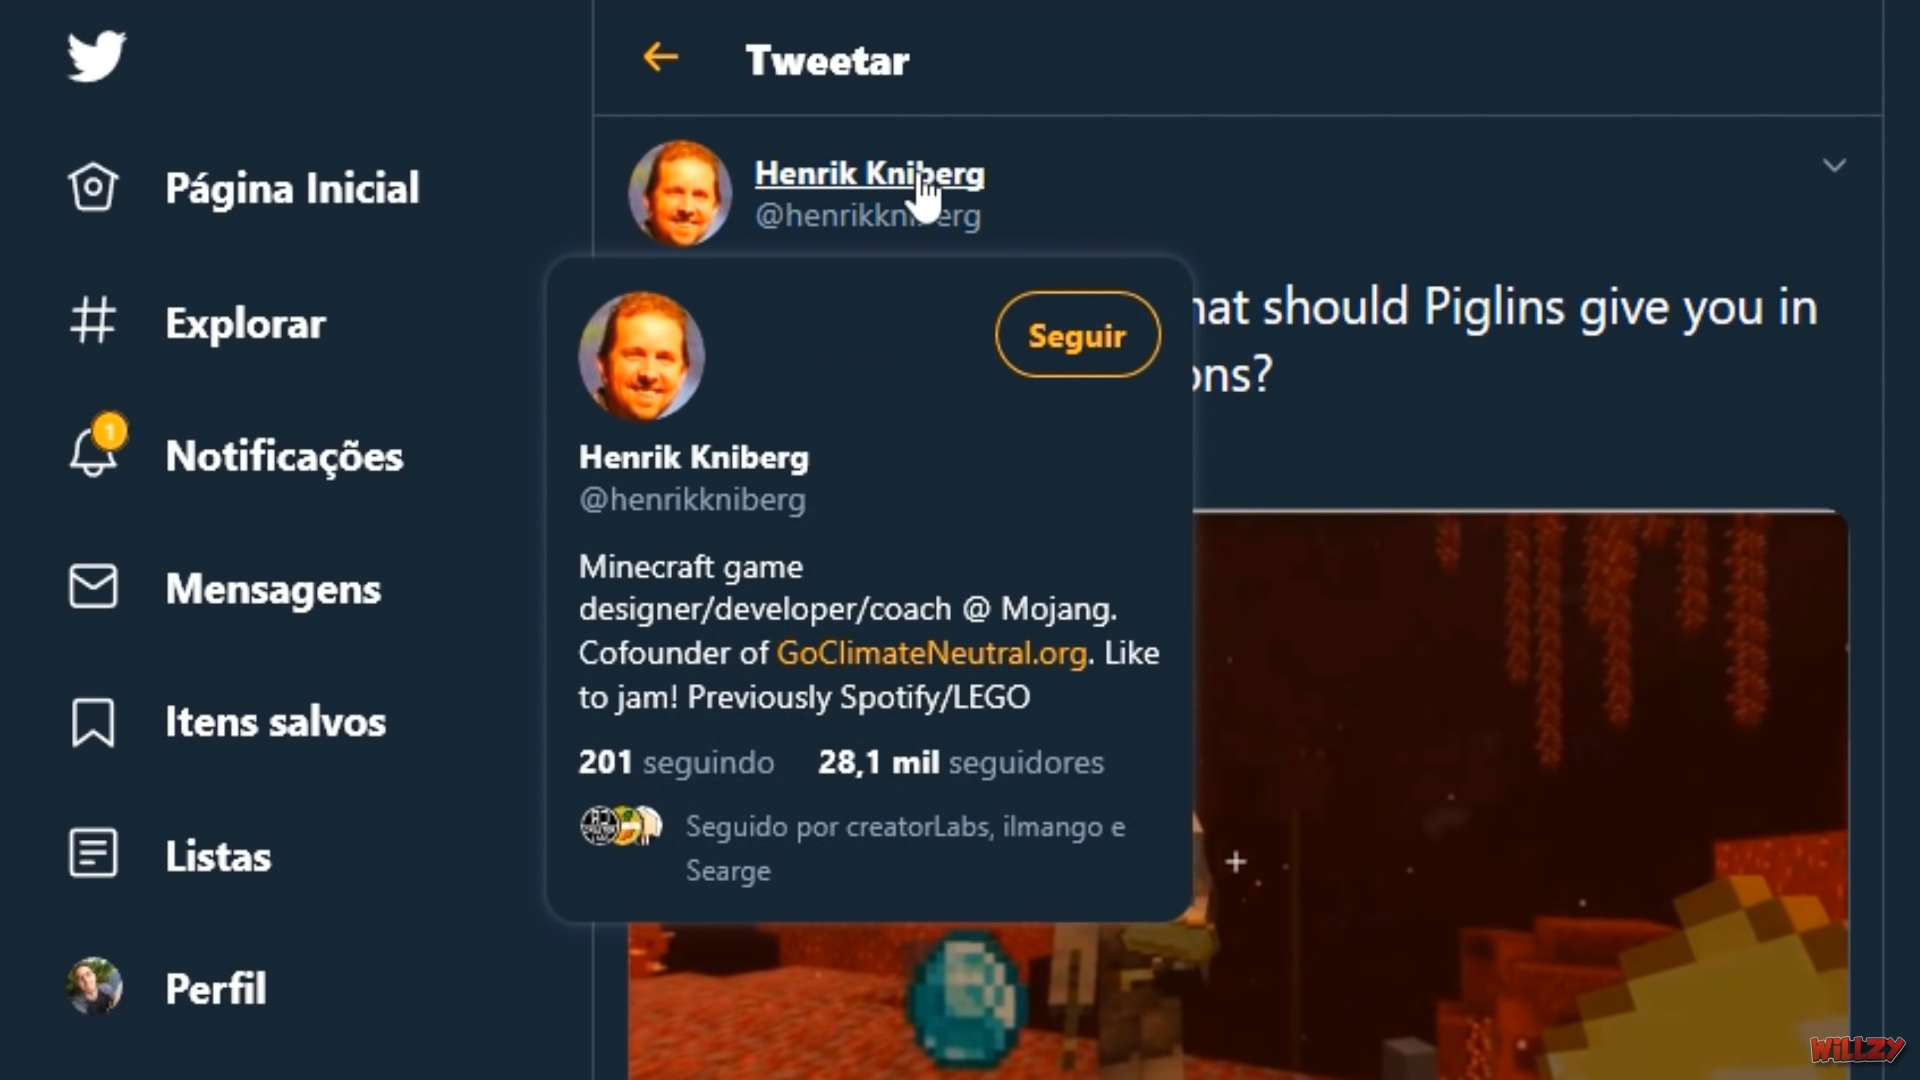 Tweetar
Página Inicial
Explorar
Notificações
1
Mensagens
Itens salvos
Listas
Perfil
Henrik Kniberg
should Piglins give you in
Seguir
Henrik Kniberg
@henrikkniberg
Minecraft game
designer/developer/coach @ Mojang.
Cofounder of GoClimateNeutral.org. Like
to jam! Previously Spotify/LEGO
201 seguindo 28,1 mil seguidores
Seguido por creatorLabs, ilmango e
Searge
WILLZY